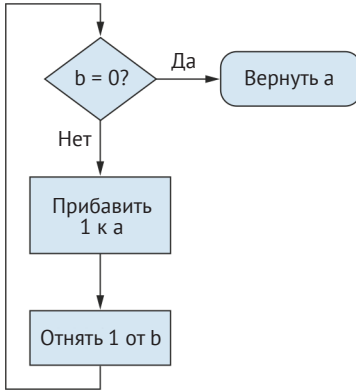 b = 0?
Да
Вернуть a
Нет
Прибавить
1 к a
Отнять 1 от b